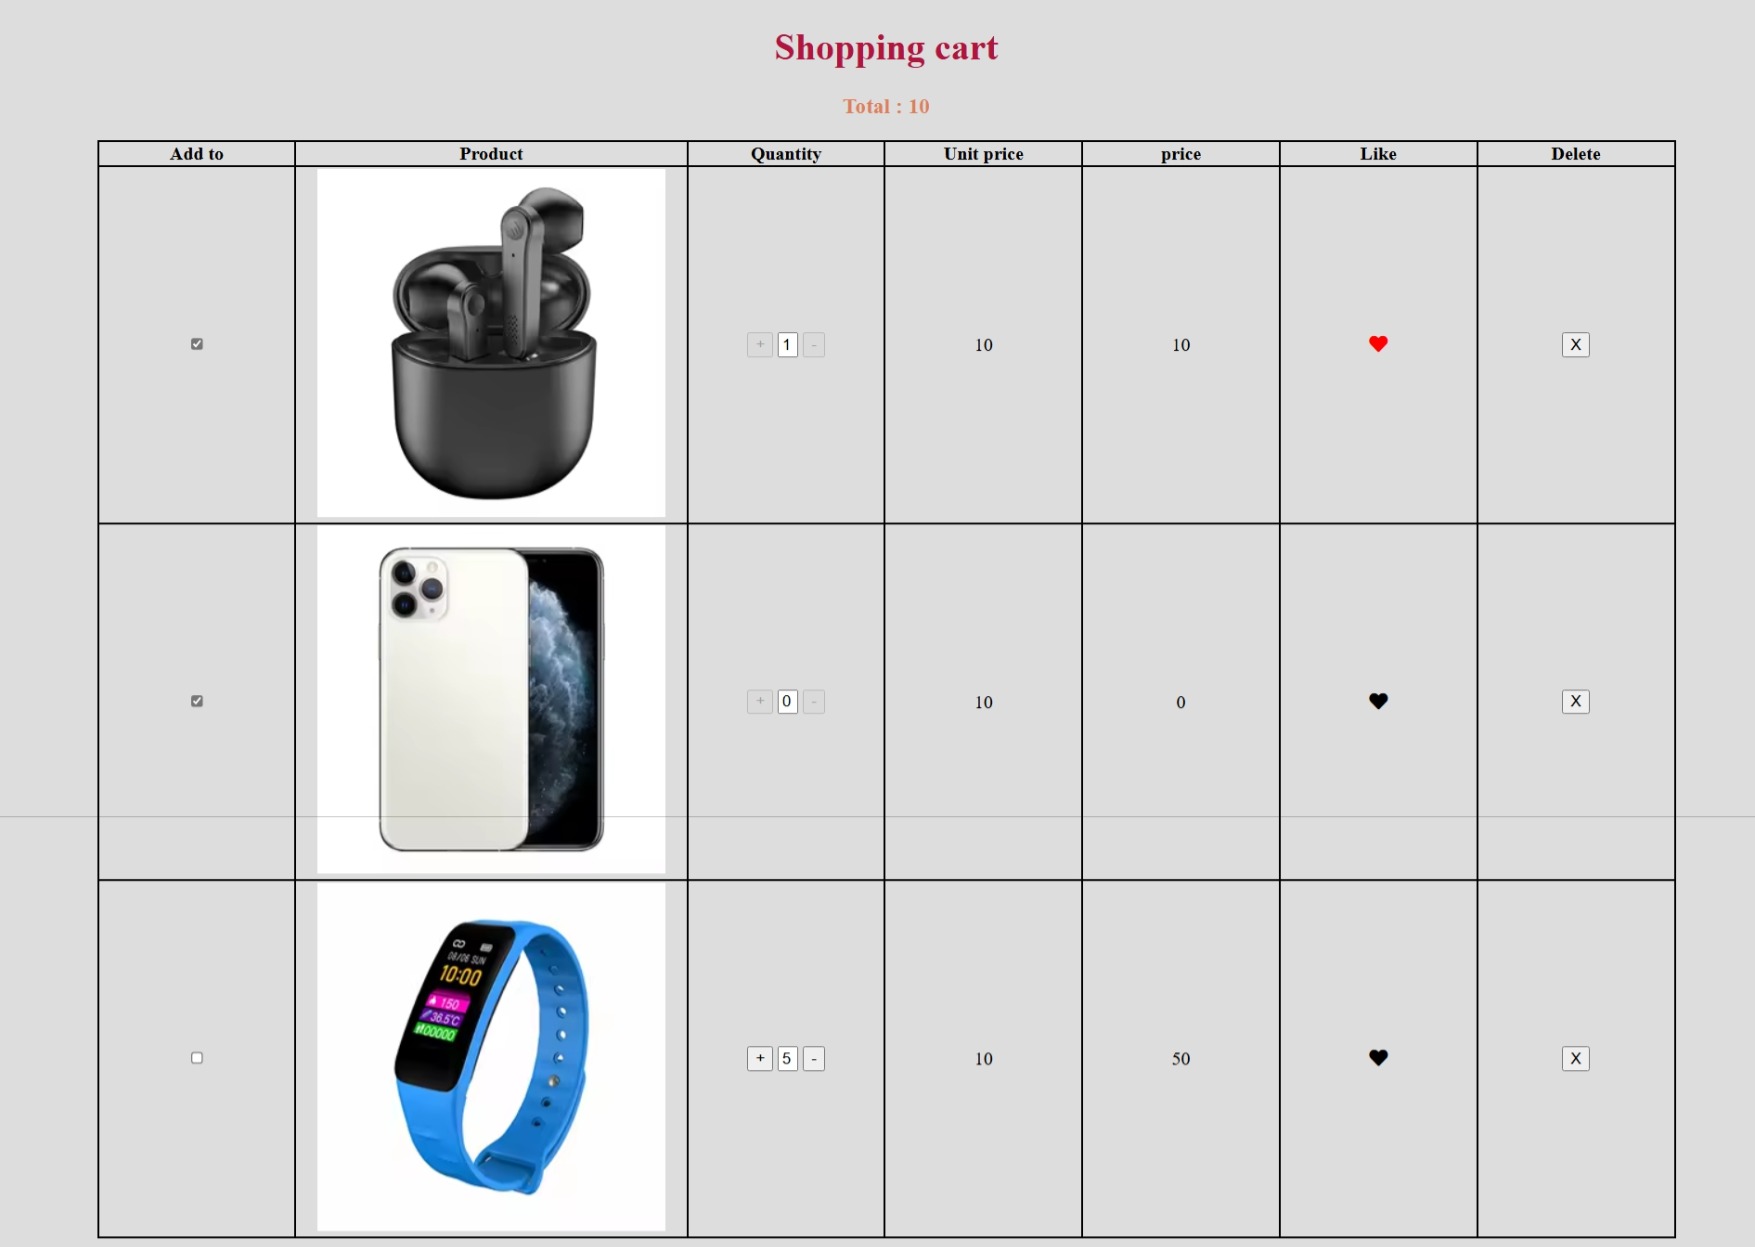 Shopping cart
Total : 10
Add to Product Quantity Unit price price Like Delete
+ 1 - 10 10 X
+ 0 - 10 0 X
08/06 SUN
10:00
150
36.5°C
00000
+ 5 - 10 50 X